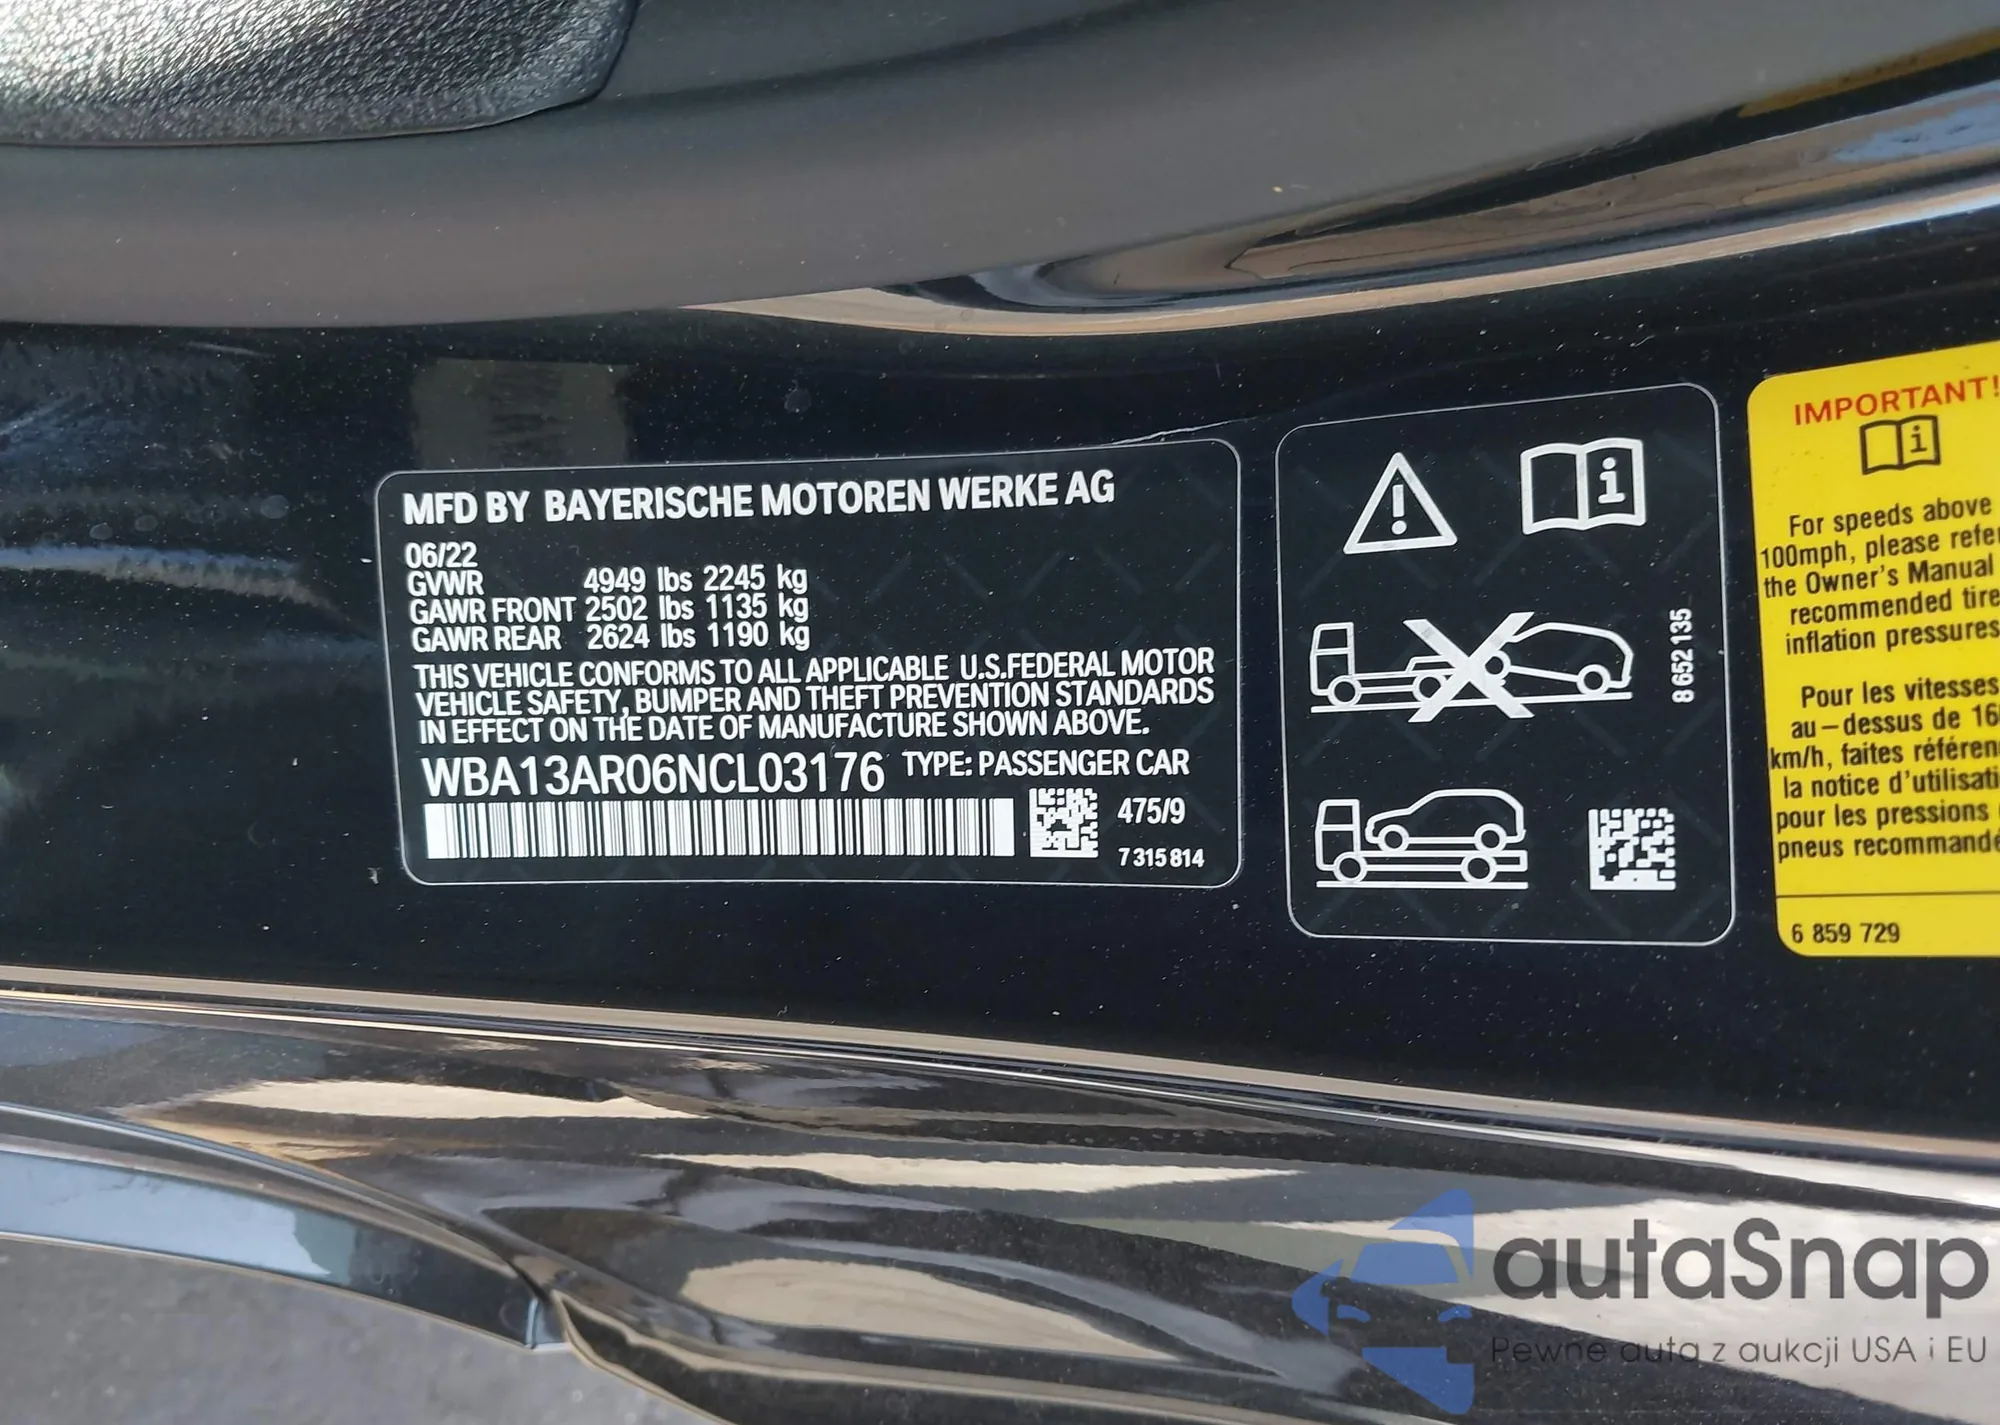 MFD BY BAYERISCHE MOTOREN WERKE AG
06/22
GVWR 4949 lbs 2245 kg
GAWR FRONT 2502 lbs 1135 kg
GAWR REAR 2624 lbs 1190 kg
THIS VEHICLE CONFORMS TO ALL APPLICABLE U.S.FEDERAL MOTOR
VEHICLE SAFETY, BUMPER AND THEFT PREVENTION STANDARDS
IN EFFECT ON THE DATE OF MANUFACTURE SHOWN ABOVE.
WBA13AR06NCL03176 TYPE: PASSENGER CAR
475/9
7 315 814
8 652 135
IMPORTANT!
For speeds above
100mph, please refer
the Owner's Manual
recommended tire
inflation pressures
Pour les vitesses
au-dessus de 16
km/h, faites référen
la notice d'utilisati
pour les pressions
pneus recommandé
6 859 729
autaSnap
Pewne auta z aukcji USA i EU